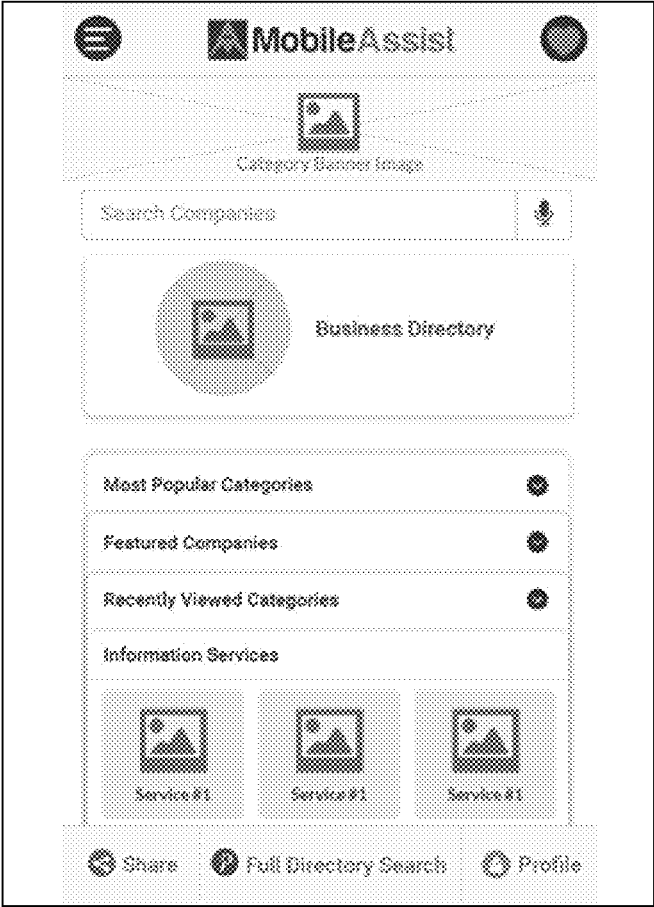 MobileAssist
Category Banner Image
Search Companies
Business Directory
Most Popular Categories
Featured Companies
Recently Viewed Categories
Information Services
Service #1 Service #1 Service #1
Share Full Directory Search Profile